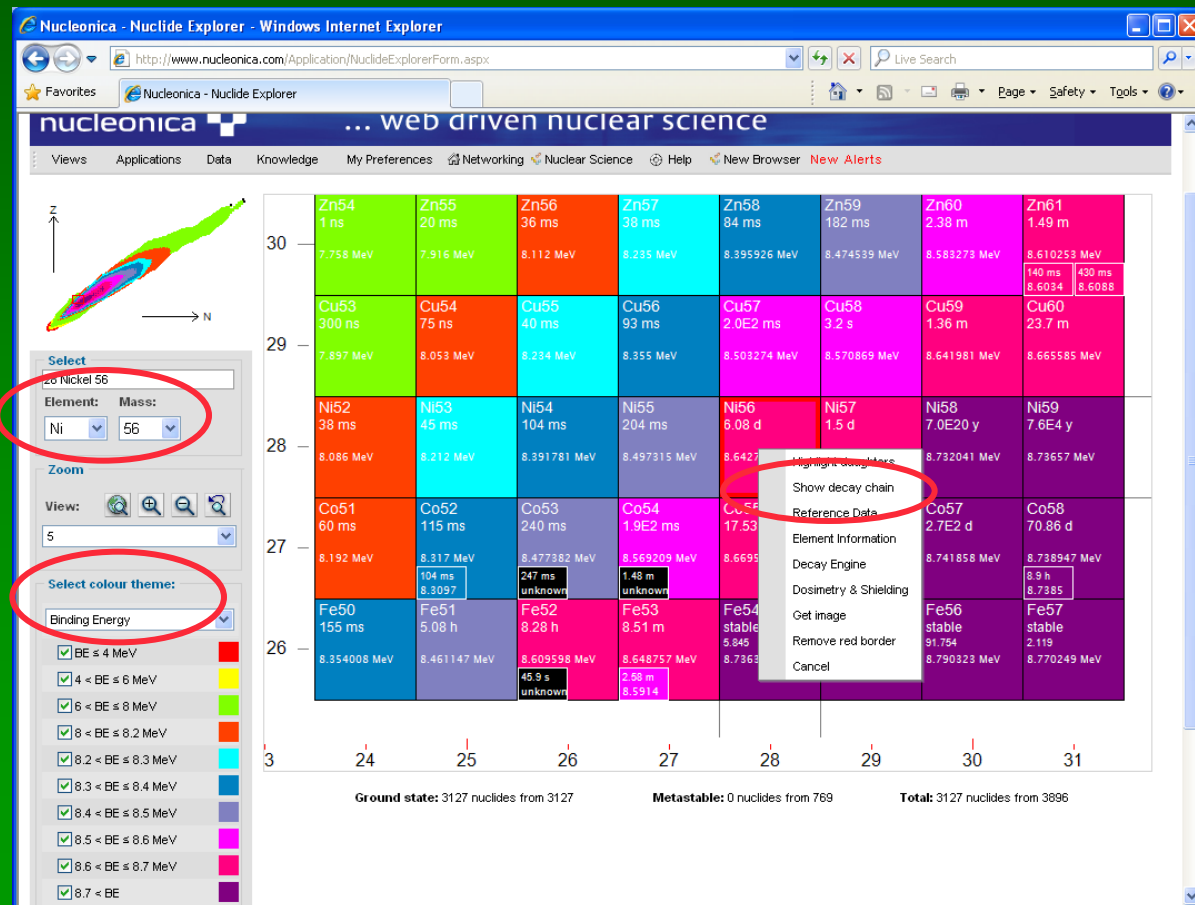 Nucleonica - Nuclide Explorer - Windows Internet Explorer
http://www.nucleonica.com/Application/NuclideExplorerForm.aspx
Live Search
Favorites
Nucleonica - Nuclide Explorer
Page
Safety
Tools
nucleonica
... web driven nuclear science
Views Applications Data Knowledge My Preferences Networking Nuclear Science Help New Browser New Alerts
Z
N
Select
28 Nickel 56
Element: Mass:
Ni 56
Zoom
View:
5
Select colour theme:
Binding Energy
BE ≤ 4 MeV
4 < BE ≤ 6 MeV
6 < BE ≤ 8 MeV
8 < BE ≤ 8.2 MeV
8.2 < BE ≤ 8.3 MeV
8.3 < BE ≤ 8.4 MeV
8.4 < BE ≤ 8.5 MeV
8.5 < BE ≤ 8.6 MeV
8.6 < BE ≤ 8.7 MeV
8.7 < BE
30
Zn54 Zn55 Zn56 Zn57 Zn58 Zn59 Zn60 Zn61
1 ns 20 ms 36 ms 38 ms 84 ms 182 ms 2.38 m 1.49 m
7.758 MeV 7.916 MeV 8.112 MeV 8.235 MeV 8.395926 MeV 8.474539 MeV 8.583273 MeV 8.610253 MeV
140 ms 430 ms
8.6034 8.6088
29
Cu53 Cu54 Cu55 Cu56 Cu57 Cu58 Cu59 Cu60
300 ns 75 ns 40 ms 93 ms 2.0E2 ms 3.2 s 1.36 m 23.7 m
7.897 MeV 8.053 MeV 8.234 MeV 8.355 MeV 8.503274 MeV 8.570869 MeV 8.641981 MeV 8.665585 MeV
28
Ni52 Ni53 Ni54 Ni55 Ni56 Ni57 Ni58 Ni59
38 ms 45 ms 104 ms 204 ms 6.08 d 1.5 d 7.0E20 y 7.6E4 y
8.086 MeV 8.212 MeV 8.391781 MeV 8.497315 MeV 8.6427 8.732041 MeV 8.73657 MeV
27
Co51 Co52 Co53 Co54 Co55 Co57 Co58
60 ms 115 ms 240 ms 1.9E2 ms 17.53 2.7E2 d 70.86 d
8.192 MeV 8.317 MeV 8.477382 MeV 8.569209 MeV 8.6695 8.741858 MeV 8.738947 MeV
104 ms 247 ms 1.48 m 8.9 h
8.3097 unknown unknown 8.7385
26
Fe50 Fe51 Fe52 Fe53 Fe54 Fe56 Fe57
155 ms 5.08 h 8.28 h 8.51 m stable stable stable
5.845 91.754 2.119
8.354008 MeV 8.461147 MeV 8.609598 MeV 8.648757 MeV 8.7363 8.790323 MeV 8.770249 MeV
45.9 s 2.58 m
unknown 8.5914
Highlight daughters
Show decay chain
Reference Data
Element Information
Decay Engine
Dosimetry & Shielding
Get image
Remove red border
Cancel
3 24 25 26 27 28 29 30 31
Ground state: 3127 nuclides from 3127 Metastable: 0 nuclides from 769 Total: 3127 nuclides from 3896